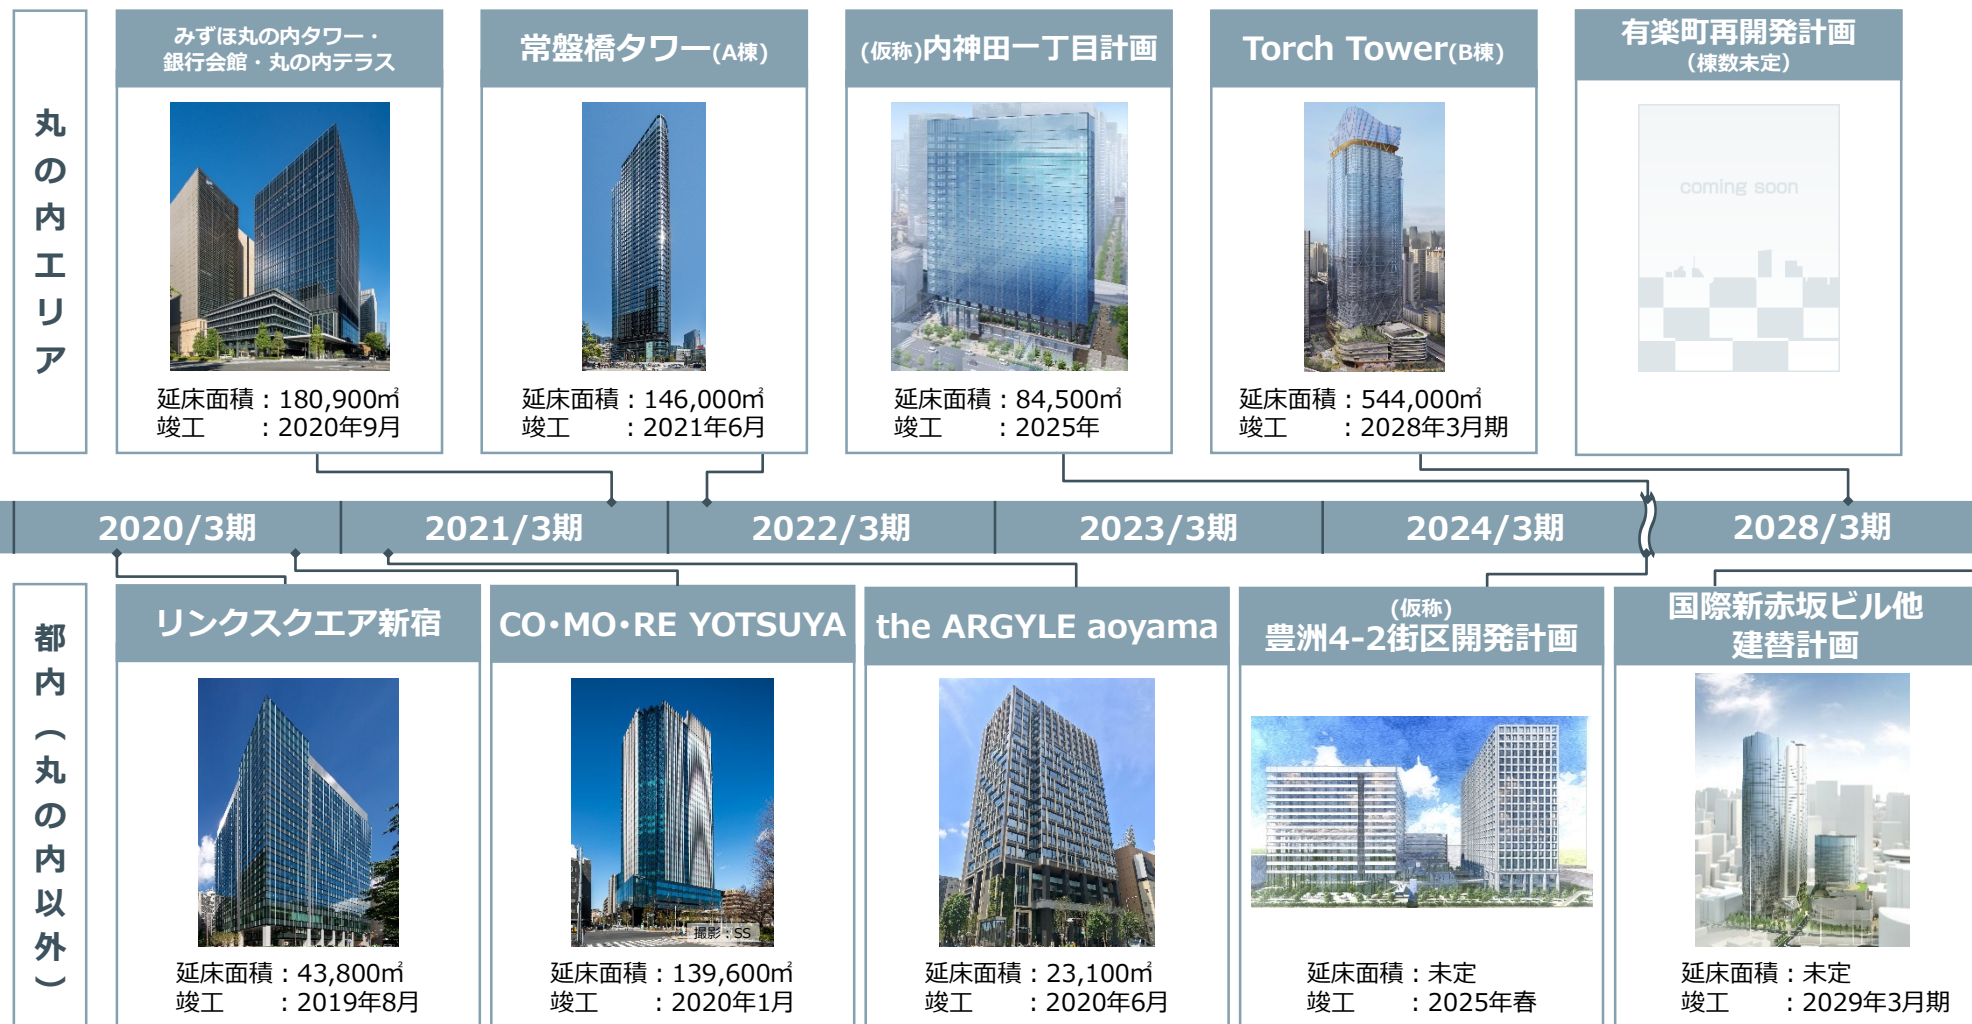 丸の内エリア
みずほ丸の内タワー・
銀行会館・丸の内テラス
延床面積：180,900㎡
竣工　　：2020年9月
常盤橋タワー(A棟)
延床面積：146,000㎡
竣工　　：2021年6月
(仮称)内神田一丁目計画
延床面積：84,500㎡
竣工　　：2025年
Torch Tower(B棟)
延床面積：544,000㎡
竣工　　：2028年3月期
有楽町再開発計画
（棟数未定）
coming soon
2020/3期
2021/3期
2022/3期
2023/3期
2024/3期
2028/3期
都内（丸の内以外）
リンクスクエア新宿
延床面積：43,800㎡
竣工　　：2019年8月
CO・MO・RE YOTSUYA
撮影：SS
延床面積：139,600㎡
竣工　　：2020年1月
the ARGYLE aoyama
延床面積：23,100㎡
竣工　　：2020年6月
(仮称)
豊洲4-2街区開発計画
延床面積：未定
竣工　　：2025年春
国際新赤坂ビル他
建替計画
延床面積：未定
竣工　　：2029年3月期